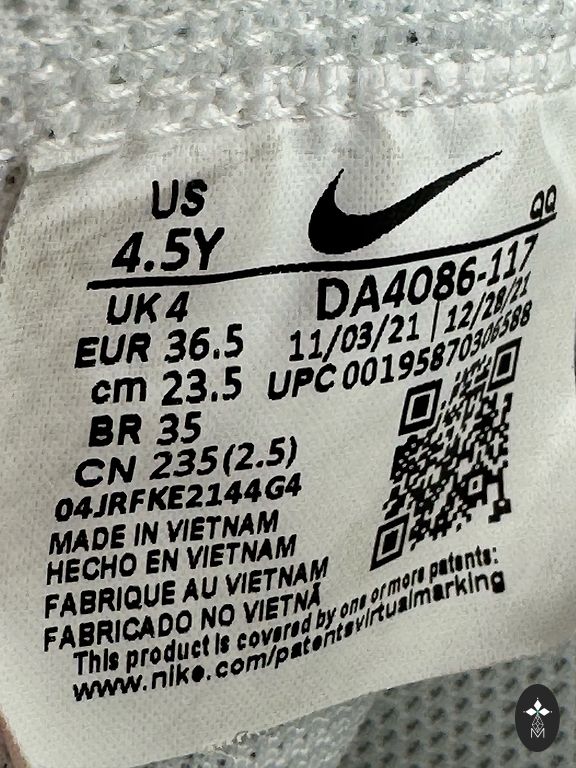 US
4.5Y
QQ
UK 4
DA4086-117
EUR 36.5
11/03/21 | 12/28/21
cm 23.5
UPC 00195870306588
BR 35
CN 235(2.5)
04JRFKE2144G4
MADE IN VIETNAM
HECHO EN VIETNAM
FABRIQUE AU VIETNAM
FABRICADO NO VIETNÃ
This product is covered by one or more patents:
www.nike.com/patentsvirtualmarking
M